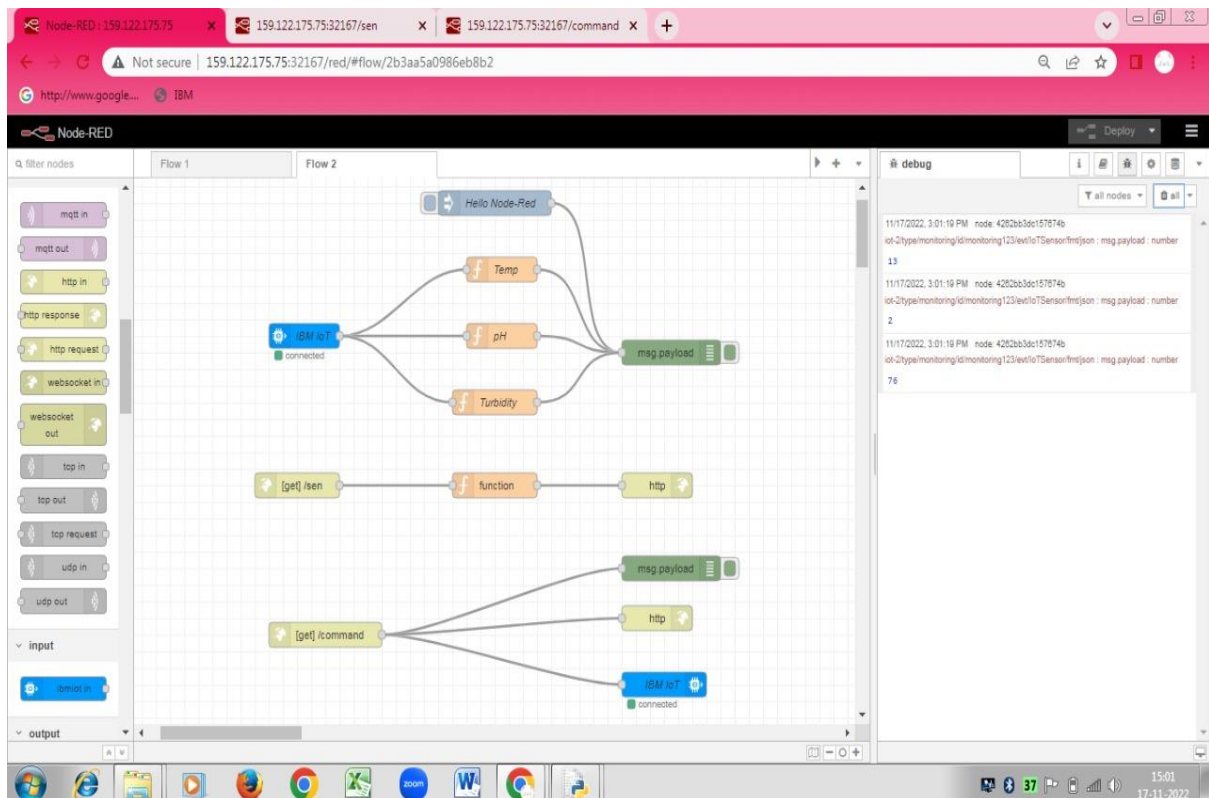 Node-RED : 159.122.175.75
159.122.175.75:32167/sen
159.122.175.75:32167/command
Not secure | 159.122.175.75:32167/red/#flow/2b3aa5a0986eb8b2
http://www.google....
IBM
Node-RED
Deploy
filter nodes
Flow 1
Flow 2
debug
all nodes
all
mqtt in
mqtt out
http in
http response
http request
websocket in
websocket
out
tcp in
tcp out
tcp request
udp in
udp out
input
ibmiot in
output
Hello Node-Red
Temp
IBM IoT
connected
pH
msg.payload
Turbidity
[get] /sen
function
http
msg.payload
http
[get] /command
IBM IoT
connected
11/17/2022, 3:01:19 PM node: 4262bb3dc157674b
iot-2/type/monitoring/id/monitoring123/evt/IoTSensor/fmt/json : msg.payload : number
13
11/17/2022, 3:01:19 PM node: 4262bb3dc157674b
iot-2/type/monitoring/id/monitoring123/evt/IoTSensor/fmt/json : msg.payload : number
2
11/17/2022, 3:01:19 PM node: 4262bb3dc157674b
iot-2/type/monitoring/id/monitoring123/evt/IoTSensor/fmt/json : msg.payload : number
76
zoom
37
15:01
17-11-2022